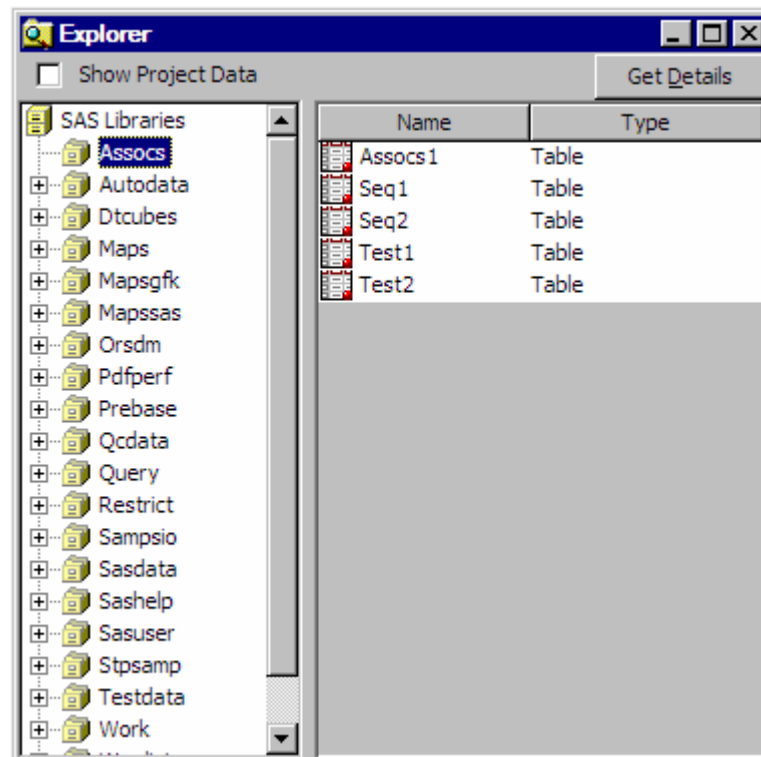 Explorer
Show Project Data
Get Details
SAS Libraries
Assocs
Autodata
Dtcubes
Maps
Mapsgfk
Mapssas
Orsdm
Pdfperf
Prebase
Qcdata
Query
Restrict
Sampsio
Sasdata
Sashelp
Sasuser
Stpsamp
Testdata
Work
Name Type
Assocs1 Table
Seq1 Table
Seq2 Table
Test1 Table
Test2 Table